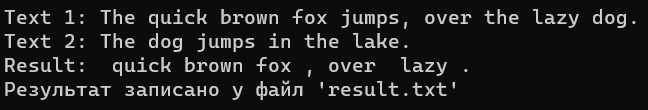 Text 1: The quick brown fox jumps, over the lazy dog.
Text 2: The dog jumps in the lake.
Result:  quick brown fox , over  lazy .
Результат записано у файл 'result.txt'